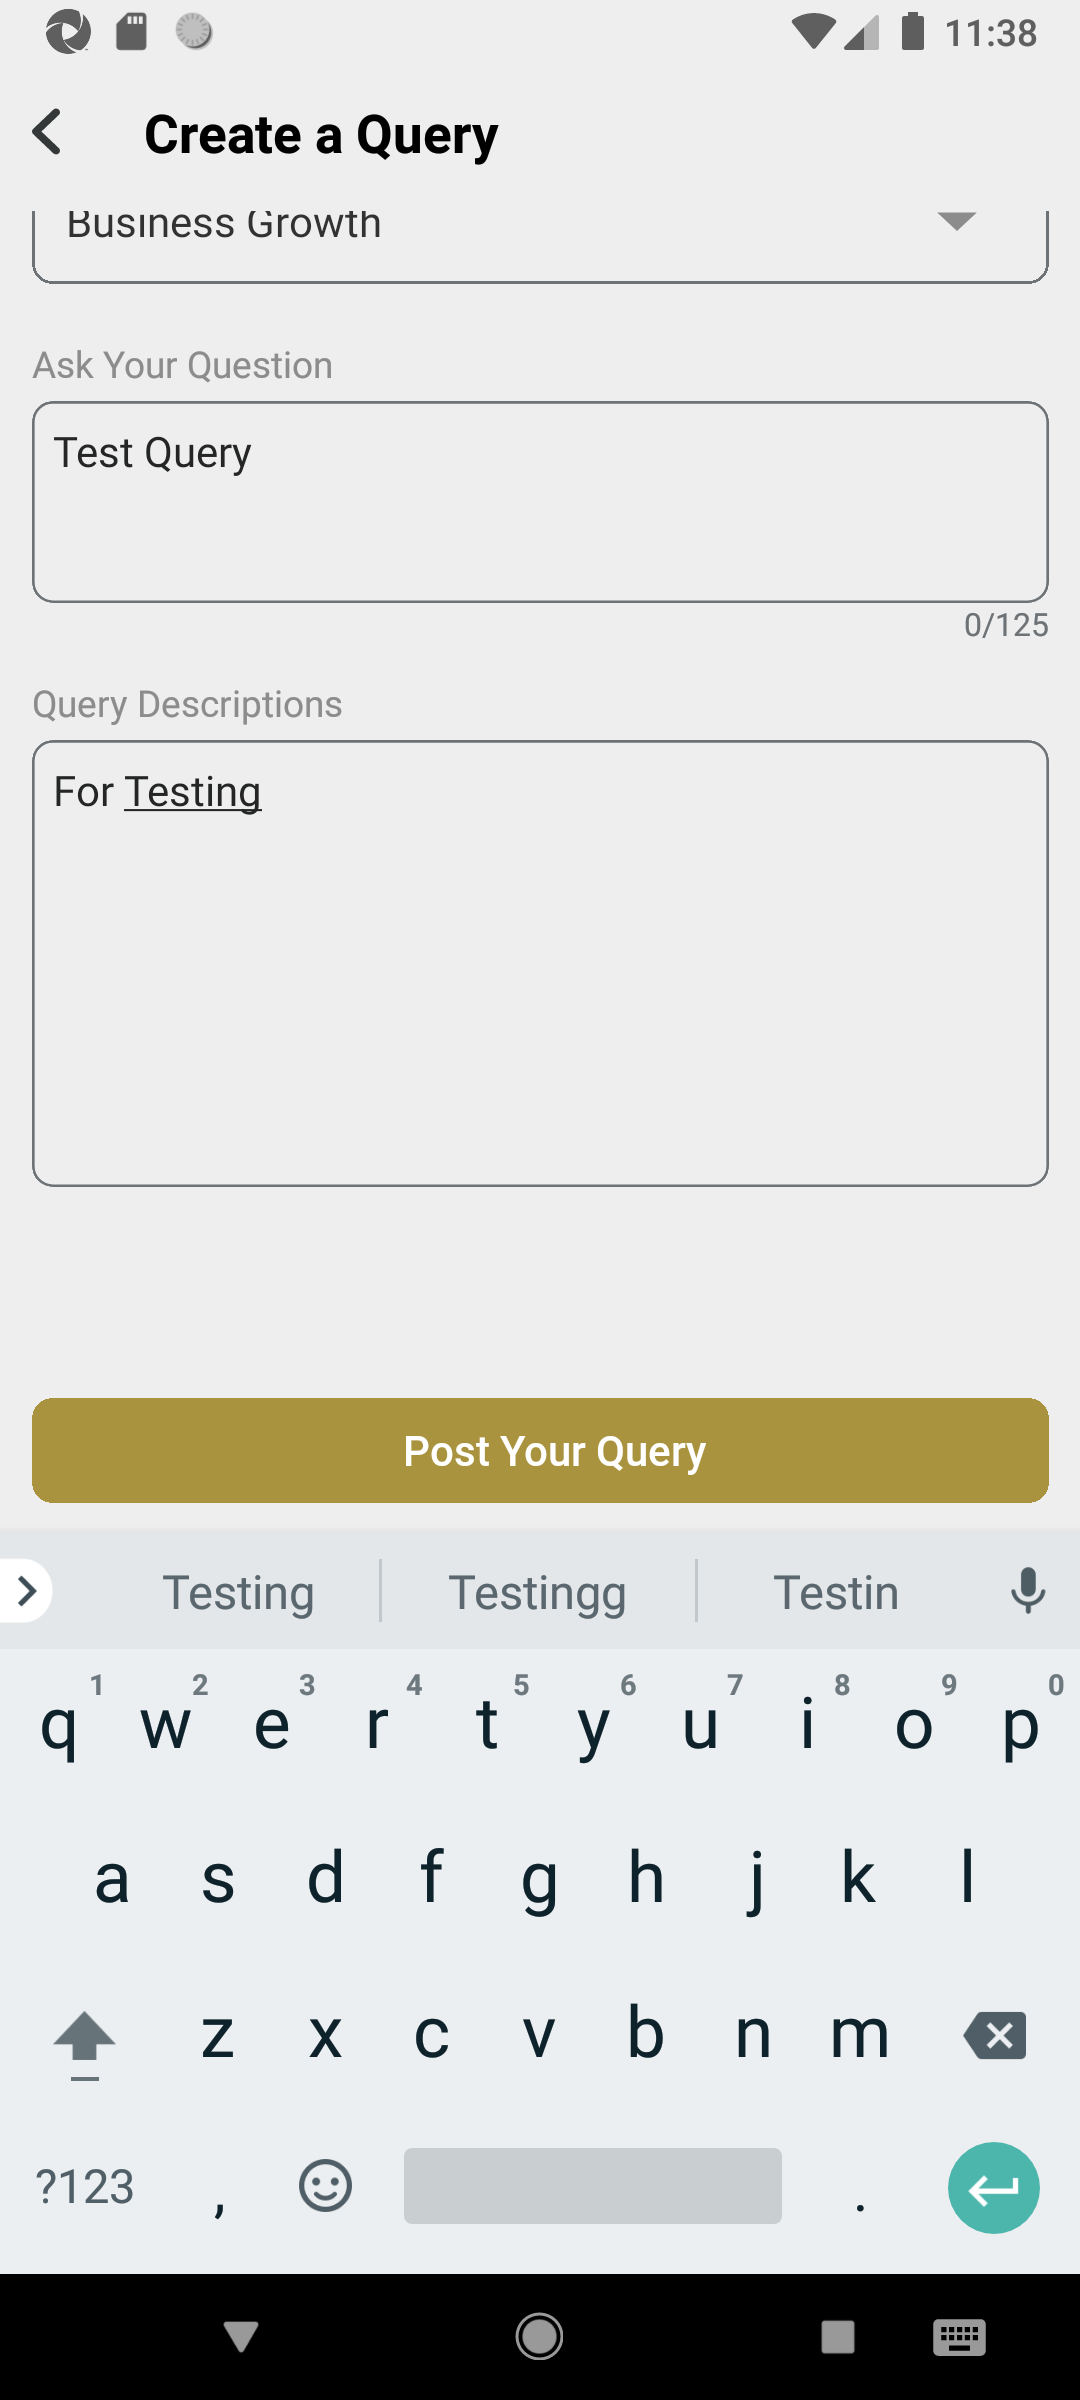 11:38
Create a Query
Business Growth
Ask Your Question
Test Query
0/125
Query Descriptions
For Testing
Post Your Query
Testing Testingg Testin
1 2 3 4 5 6 7 8 9 0
q w e r t y u i o p
a s d f g h j k l
z x c v b n m
?123 , .